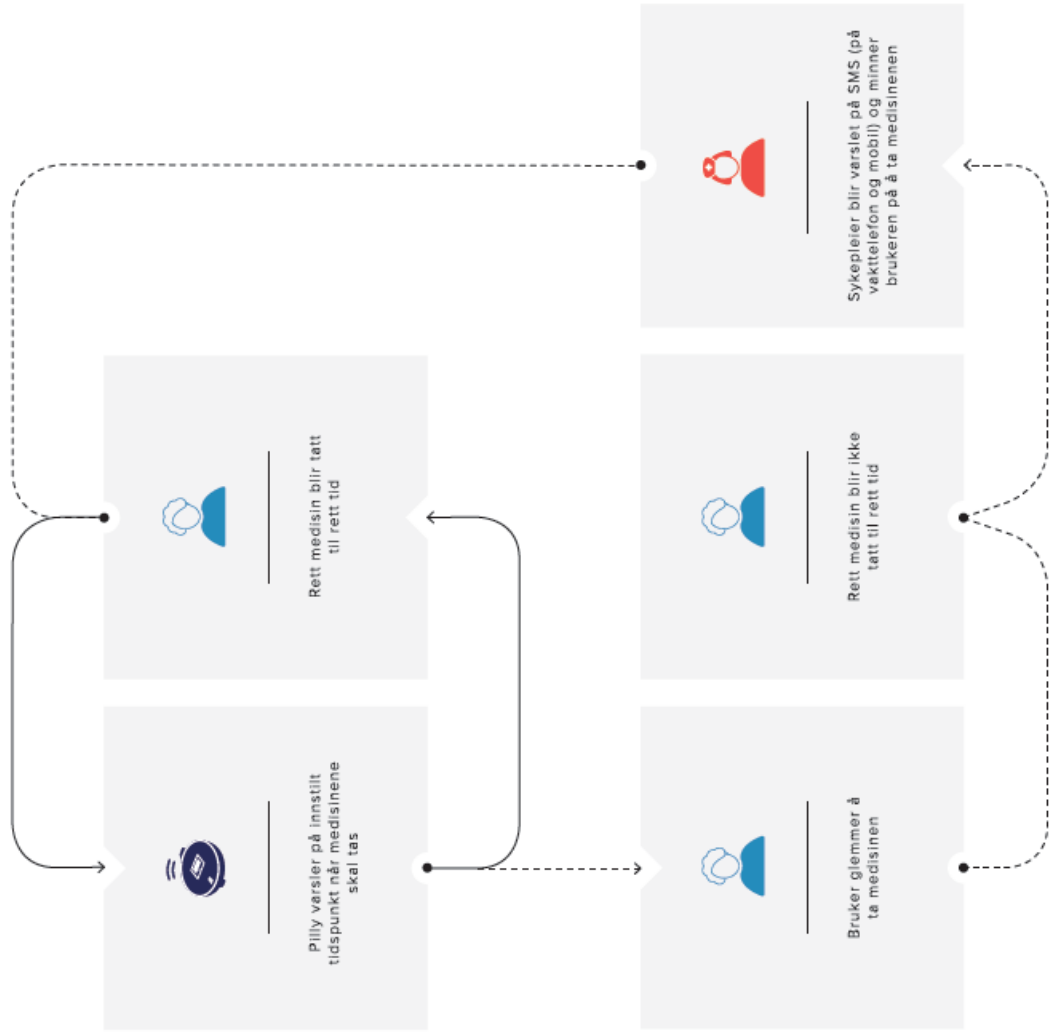 Pilly varsler på innstilt
tidspunkt når medisinene
skal tas
Rett medisin blir tatt
til rett tid
Bruker glemmer å
ta medisinen
Rett medisin blir ikke
tatt til rett tid
Sykepleier blir varslet på SMS (på
vakttelefon og mobil) og minner
brukeren på å ta medisinenen